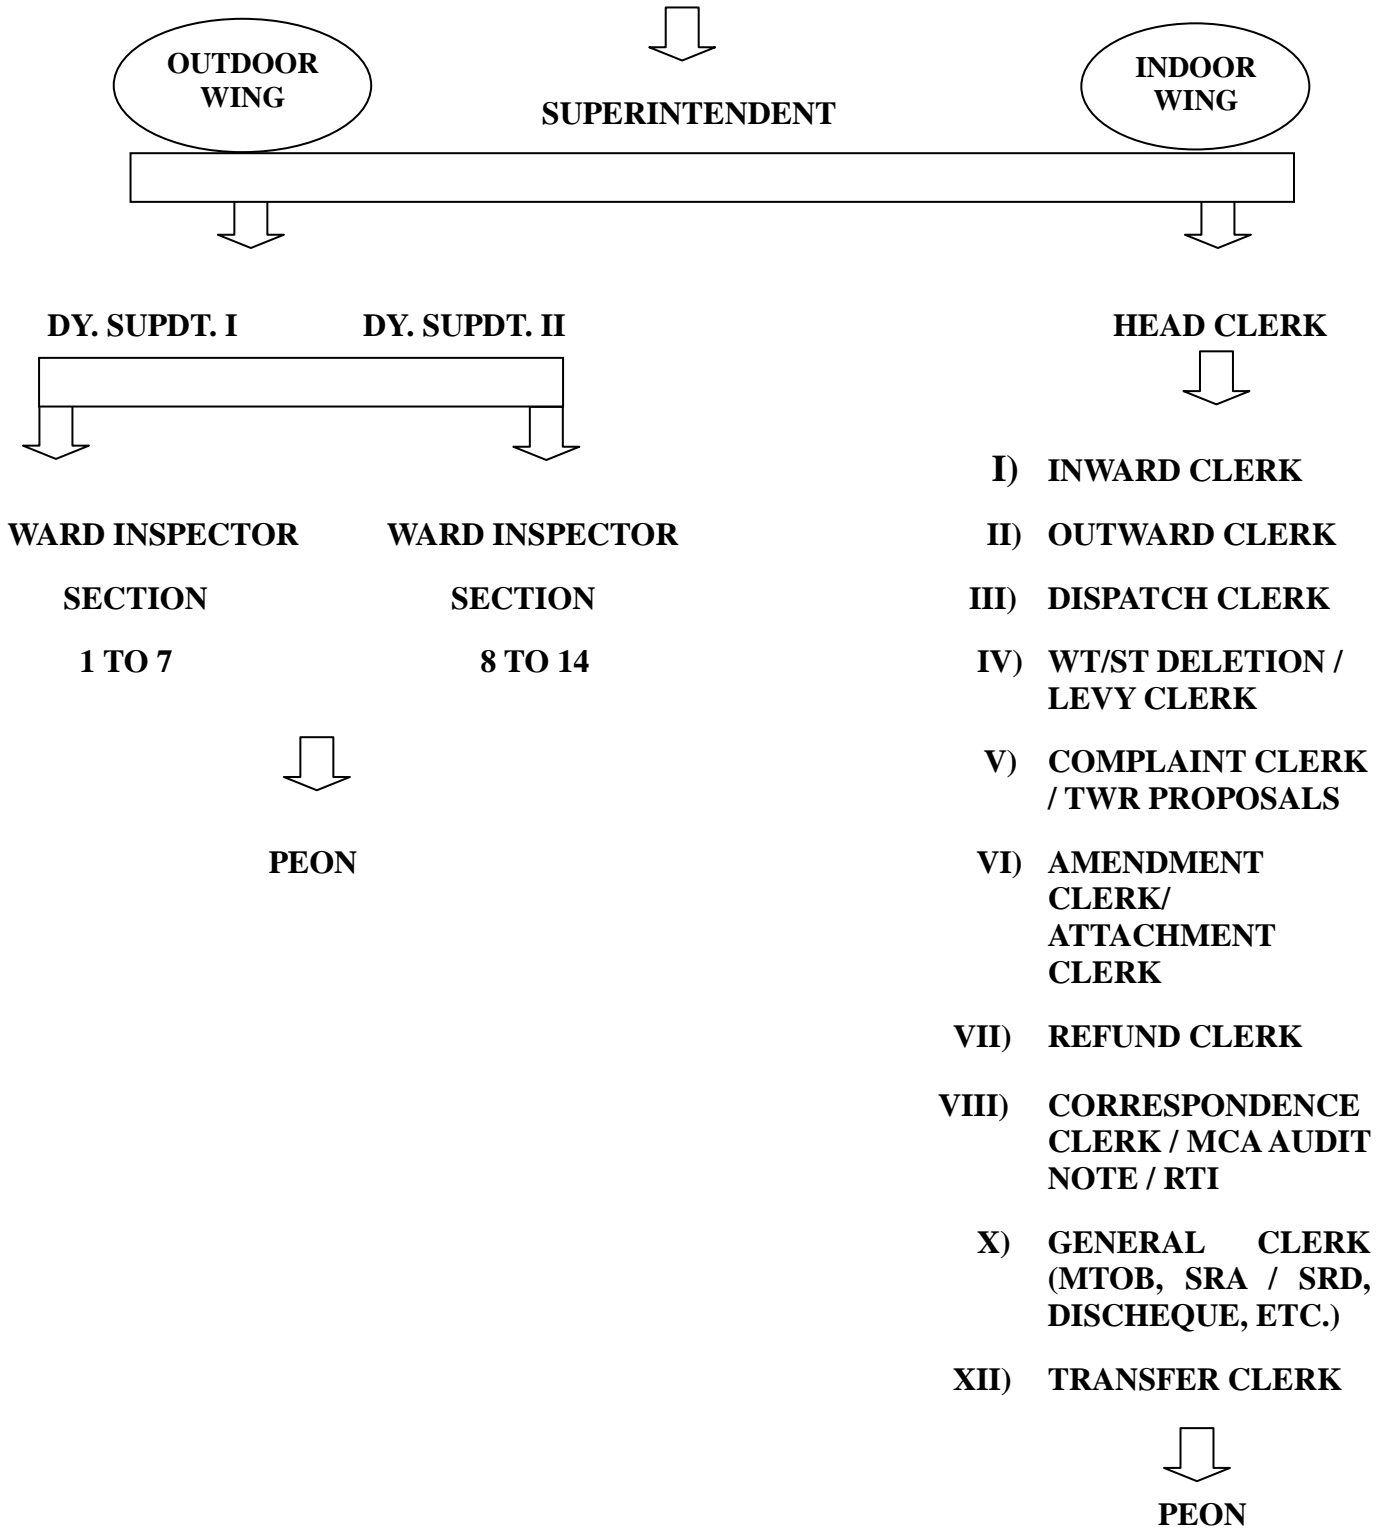 OUTDOOR
WING
SUPERINTENDENT
INDOOR
WING
DY. SUPDT. I
DY. SUPDT. II
HEAD CLERK
WARD INSPECTOR
SECTION
1 TO 7
WARD INSPECTOR
SECTION
8 TO 14
PEON
I) INWARD CLERK
II) OUTWARD CLERK
III) DISPATCH CLERK
IV) WT/ST DELETION /
LEVY CLERK
V) COMPLAINT CLERK
/ TWR PROPOSALS
VI) AMENDMENT
CLERK/
ATTACHMENT
CLERK
VII) REFUND CLERK
VIII) CORRESPONDENCE
CLERK / MCA AUDIT
NOTE / RTI
X) GENERAL CLERK
(MTOB, SRA / SRD,
DISCHEQUE, ETC.)
XII) TRANSFER CLERK
PEON